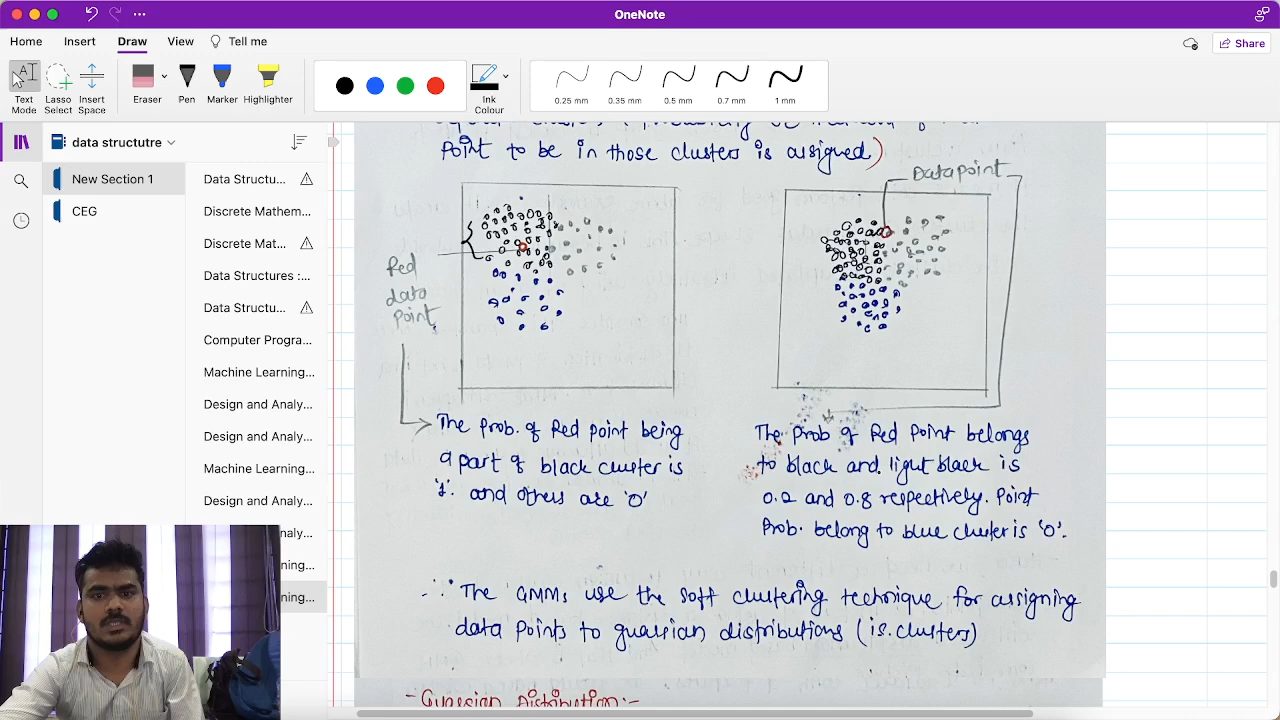 OneNote
Home Insert Draw View Tell me
Share
Text Mode
Lasso Select
Insert Space
Eraser
Pen
Marker
Highlighter
Ink Colour
0.25 mm
0.35 mm
0.5 mm
0.7 mm
1 mm
data structutre
New Section 1
CEG
Data Structu...
Discrete Mathem...
Discrete Mat...
Data Structures :...
Data Structu...
Computer Progra...
Machine Learning...
Design and Analy...
Design and Analy...
Machine Learning...
Design and Analy...
Point to be in those clusters is assigned)
Red
data
Point
Datapoint
The Prob. of Red Point being
a part of black cluster is
'1'. and others are '0'
The Prob of Red Point belongs
to black and light black is
0.2 and 0.8 respectively. Point
Prob. belong to blue cluster is '0'.
∴ The GMMs use the soft clustering technique for assigning
data Points to guassian distributions (is.clusters)
- Guassian Distribution:-